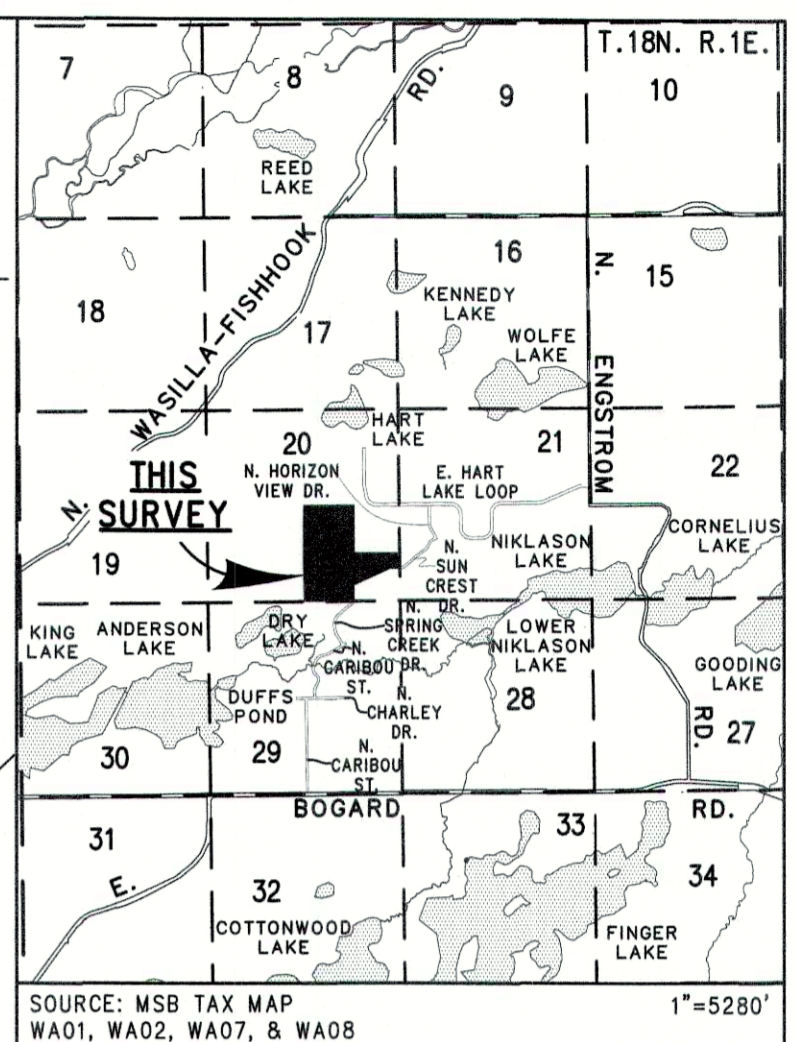 T.18N. R.1E.
7
8
9
10
RD.
REED
LAKE
18
17
16
15
WASILLA-FISHHOOK
N.
KENNEDY
LAKE
WOLFE
LAKE
N. ENGSTROM
HART
LAKE
20
21
22
N. HORIZON
VIEW DR.
E. HART
LAKE LOOP
THIS
SURVEY
19
CORNELIUS
LAKE
NIKLASON
LAKE
N.
SUN
CREST
DR.
N.
SPRING
CREEK
DR.
DRY
LAKE
KING
LAKE
ANDERSON
LAKE
LOWER
NIKLASON
LAKE
N.
CARIBOU
ST.
GOODING
LAKE
DUFFS
POND
N.
CHARLEY
DR.
28
RD.
27
30
29
N.
CARIBOU
ST.
BOGARD
RD.
31
E.
32
33
34
COTTONWOOD
LAKE
FINGER
LAKE
SOURCE: MSB TAX MAP
WA01, WA02, WA07, & WA08
1"=5280'